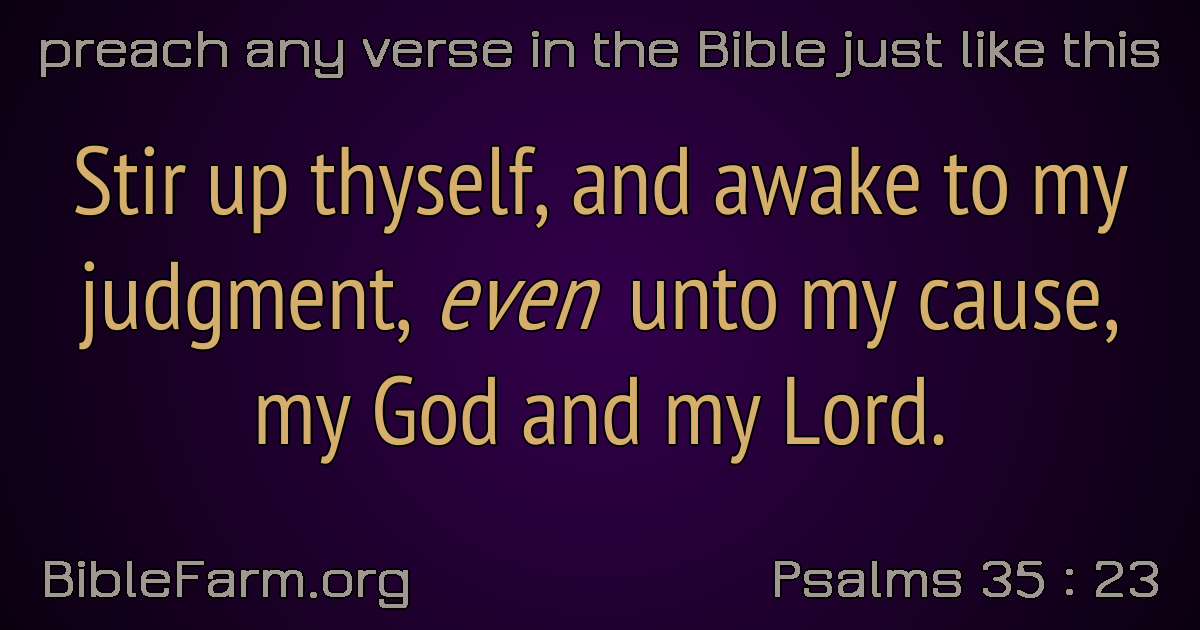 preach any verse in the Bible just like this
Stir up thyself, and awake to my
judgment, even unto my cause,
my God and my Lord.
BibleFarm.org
Psalms 35 : 23